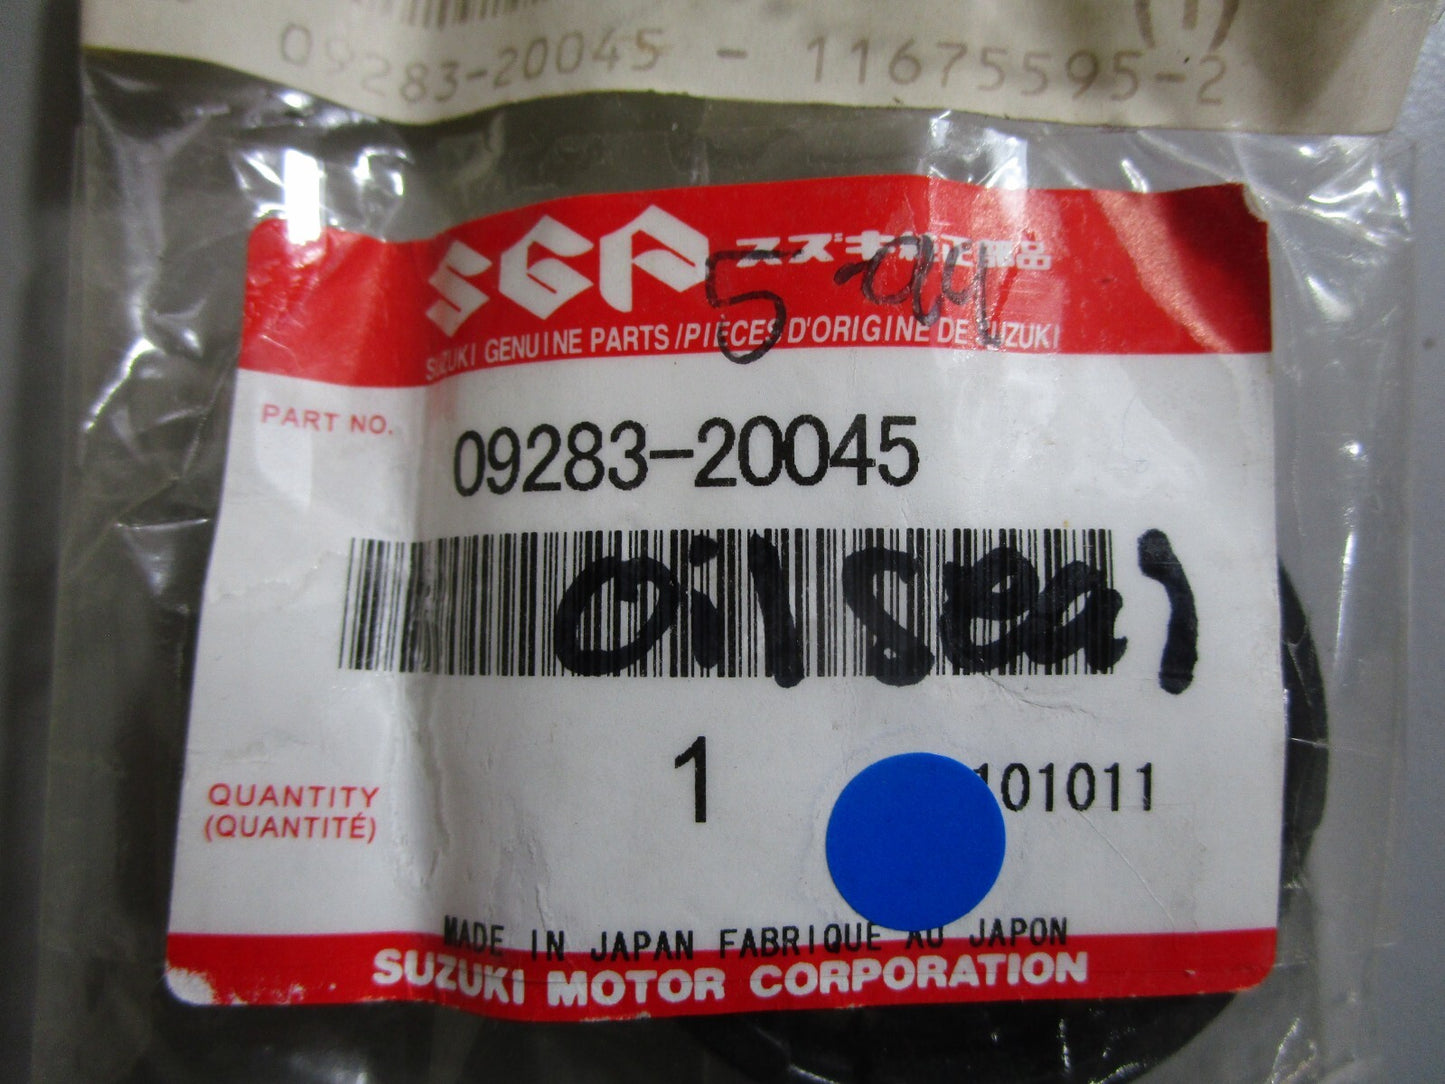 (1)
09283-20045 - 11675595-2
SGP スズキ純正部品
5-94
SUZUKI GENUINE PARTS/PIECES D'ORIGINE DE SUZUKI
PART NO. 09283-20045
oil seal
QUANTITY 1 101011
(QUANTITÉ)
MADE IN JAPAN FABRIQUE AU JAPON
SUZUKI MOTOR CORPORATION